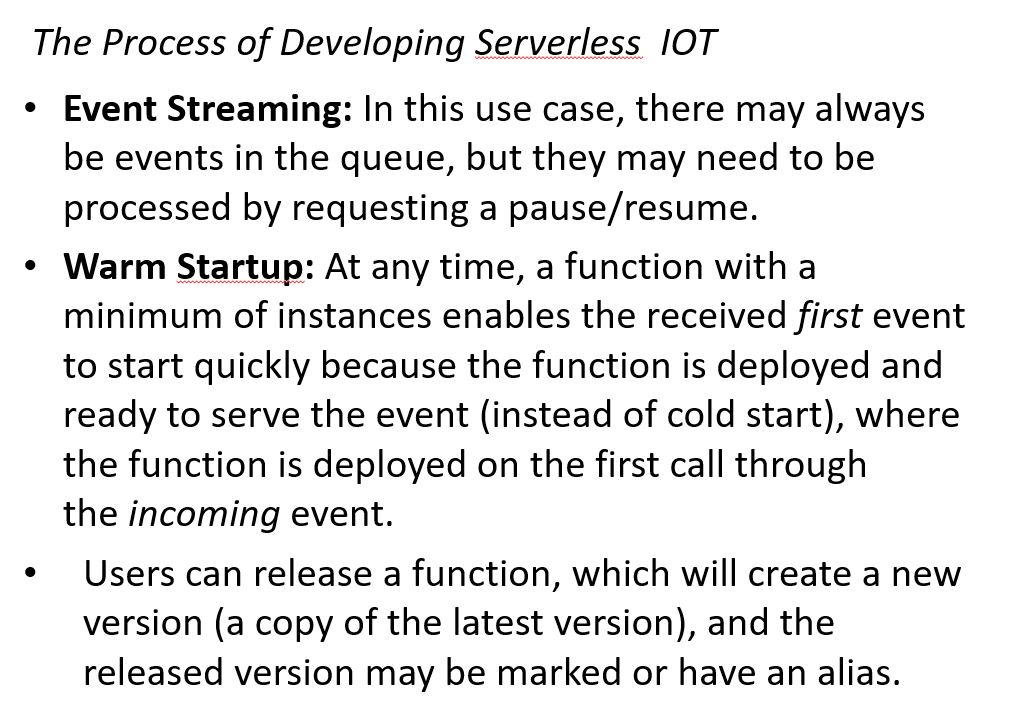 The Process of Developing Serverless  IOT
• Event Streaming: In this use case, there may always
be events in the queue, but they may need to be
processed by requesting a pause/resume.
• Warm Startup: At any time, a function with a
minimum of instances enables the received first event
to start quickly because the function is deployed and
ready to serve the event (instead of cold start), where
the function is deployed on the first call through
the incoming event.
• Users can release a function, which will create a new
version (a copy of the latest version), and the
released version may be marked or have an alias.